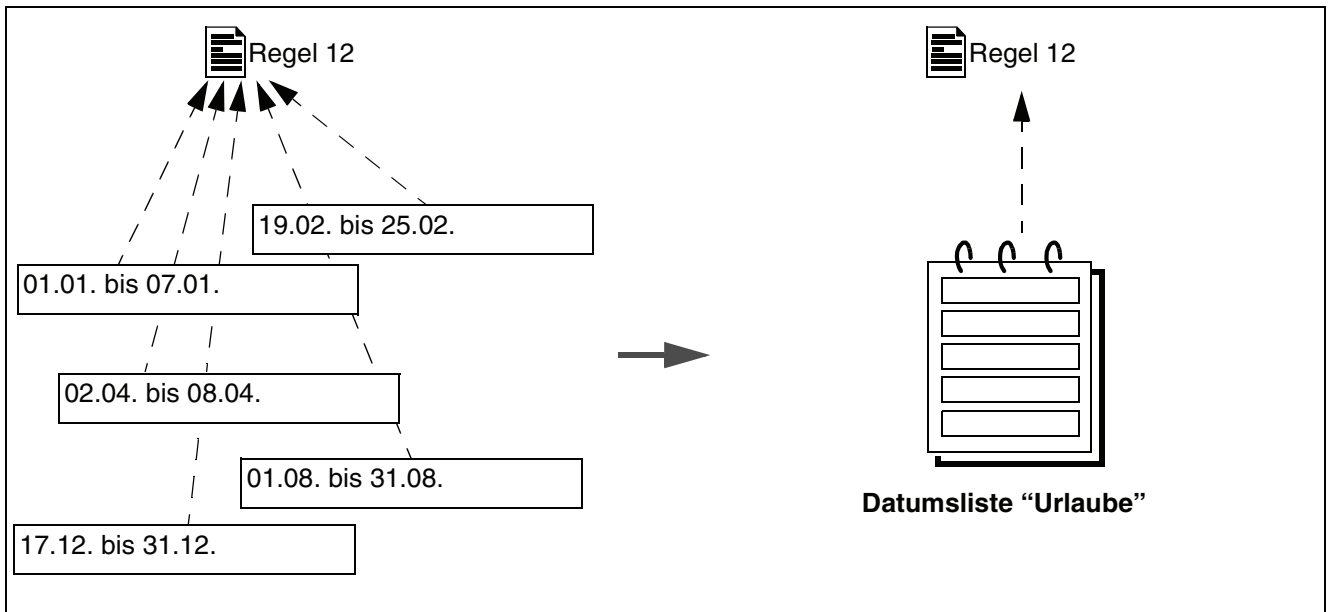 Regel 12
Regel 12
19.02. bis 25.02.
01.01. bis 07.01.
02.04. bis 08.04.
01.08. bis 31.08.
17.12. bis 31.12.
Datumsliste “Urlaube”